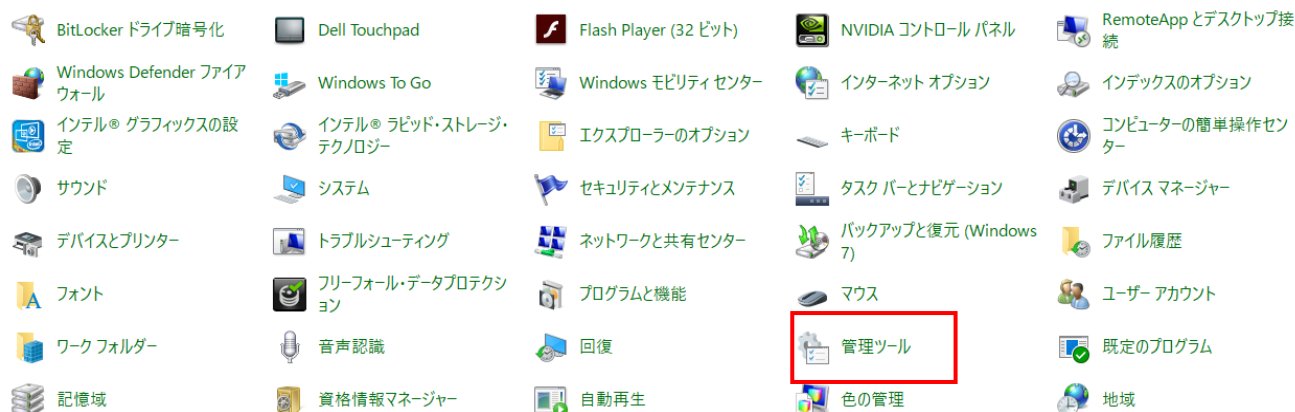 BitLocker ドライブ暗号化
Dell Touchpad
Flash Player (32 ビット)
NVIDIA コントロール パネル
RemoteApp とデスクトップ接
続
Windows Defender ファイア
ウォール
Windows To Go
Windows モビリティ センター
インターネット オプション
インデックスのオプション
インテル® グラフィックスの設
定
インテル® ラピッド・ストレージ・
テクノロジー
エクスプローラーのオプション
キーボード
コンピューターの簡単操作セン
ター
サウンド
システム
セキュリティとメンテナンス
タスク バーとナビゲーション
デバイス マネージャー
デバイスとプリンター
トラブルシューティング
ネットワークと共有センター
バックアップと復元 (Windows
7)
ファイル履歴
フォント
フリーフォール・データプロテクシ
ョン
プログラムと機能
マウス
ユーザー アカウント
ワーク フォルダー
音声認識
回復
管理ツール
既定のプログラム
記憶域
資格情報マネージャー
自動再生
色の管理
地域